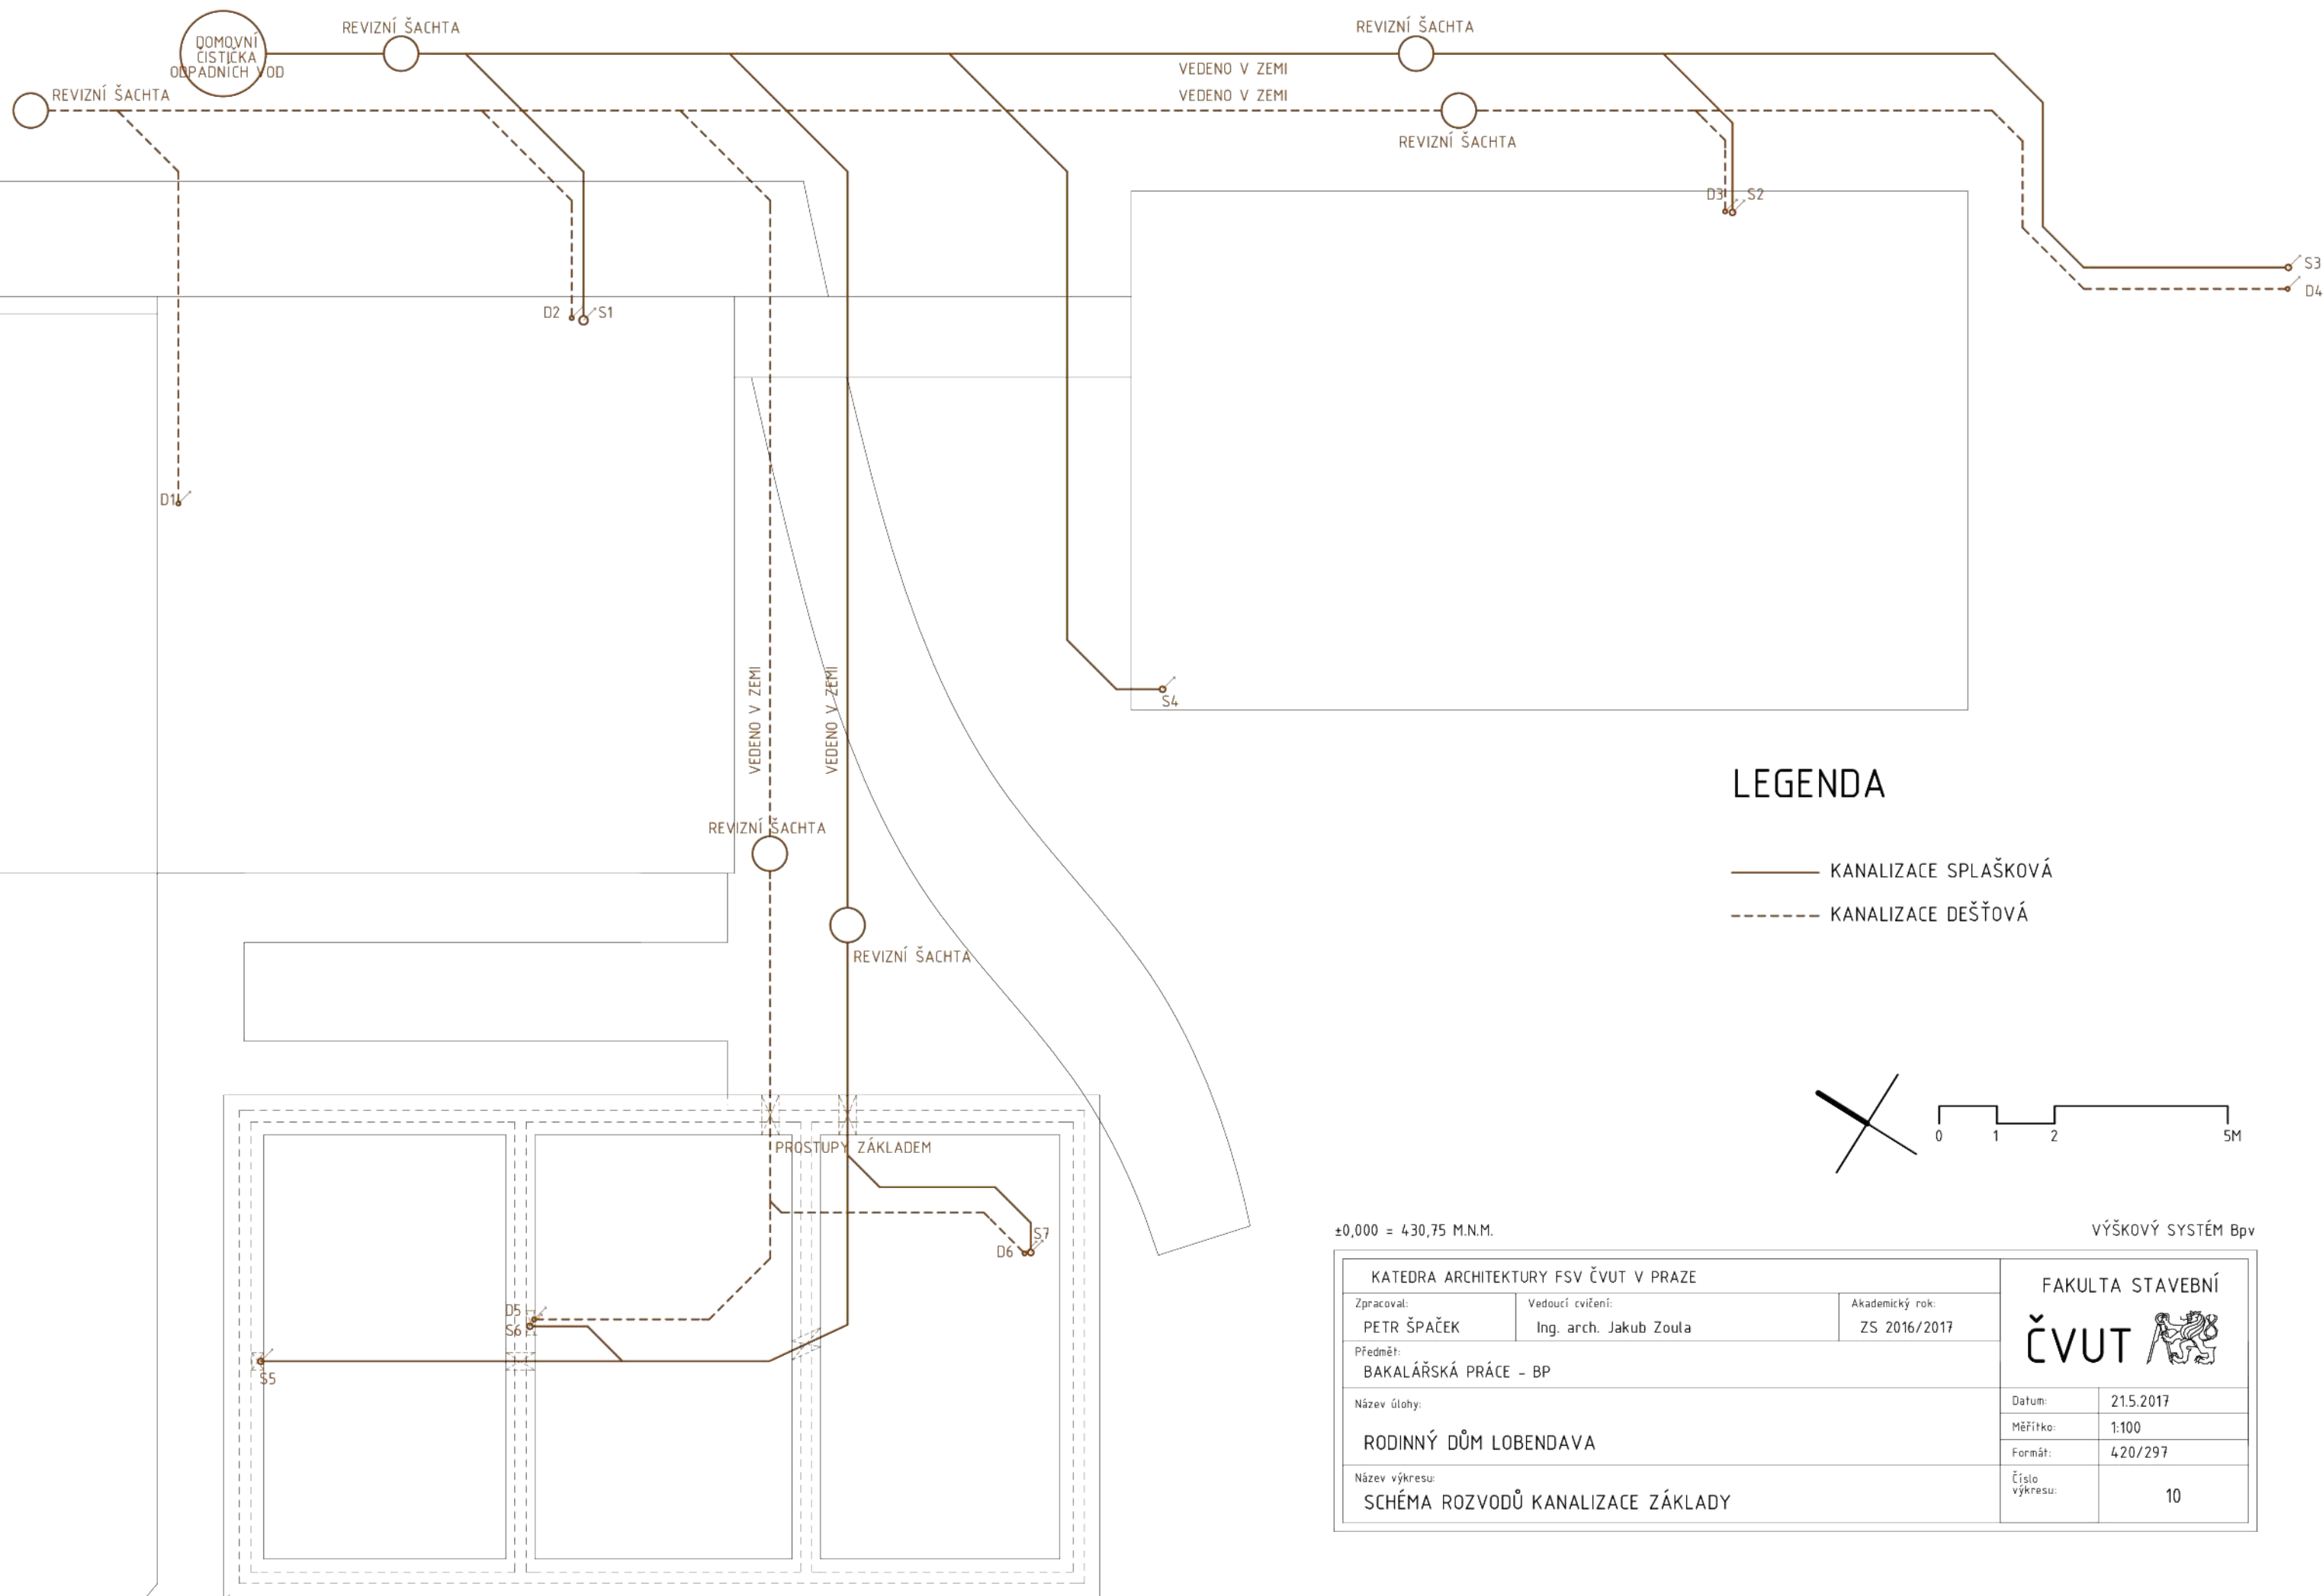 REVIZNÍ ŠACHTA
REVIZNÍ ŠACHTA
DOMOVNÍ
ČISTIČKA
ODPADNÍCH VOD
VEDENO V ZEMI
REVIZNÍ ŠACHTA
VEDENO V ZEMI
REVIZNÍ ŠACHTA
D3
S2
S3
D4
D2
S1
D1
S4
VEDENO V ZEMI
VEDENO V ZEMI
LEGENDA
REVIZNÍ ŠACHTA
KANALIZACE SPLAŠKOVÁ
KANALIZACE DEŠŤOVÁ
REVIZNÍ ŠACHTA
0 1 2 5M
PROSTUPY ZÁKLADEM
S7
D6
D5
S6
S5
±0,000 = 430,75 M.N.M.
VÝŠKOVÝ SYSTÉM Bpv
KATEDRA ARCHITEKTURY FSV ČVUT V PRAZE
Zpracoval:
PETR ŠPAČEK
Vedoucí cvičení:
Ing. arch. Jakub Zoula
Akademický rok:
ZS 2016/2017
Předmět:
BAKALÁŘSKÁ PRÁCE - BP
Název úlohy:
RODINNÝ DŮM LOBENDAVA
Název výkresu:
SCHÉMA ROZVODŮ KANALIZACE ZÁKLADY
FAKULTA STAVEBNÍ
ČVUT
Datum: 21.5.2017
Měřítko: 1:100
Formát: 420/297
Číslo
výkresu: 10